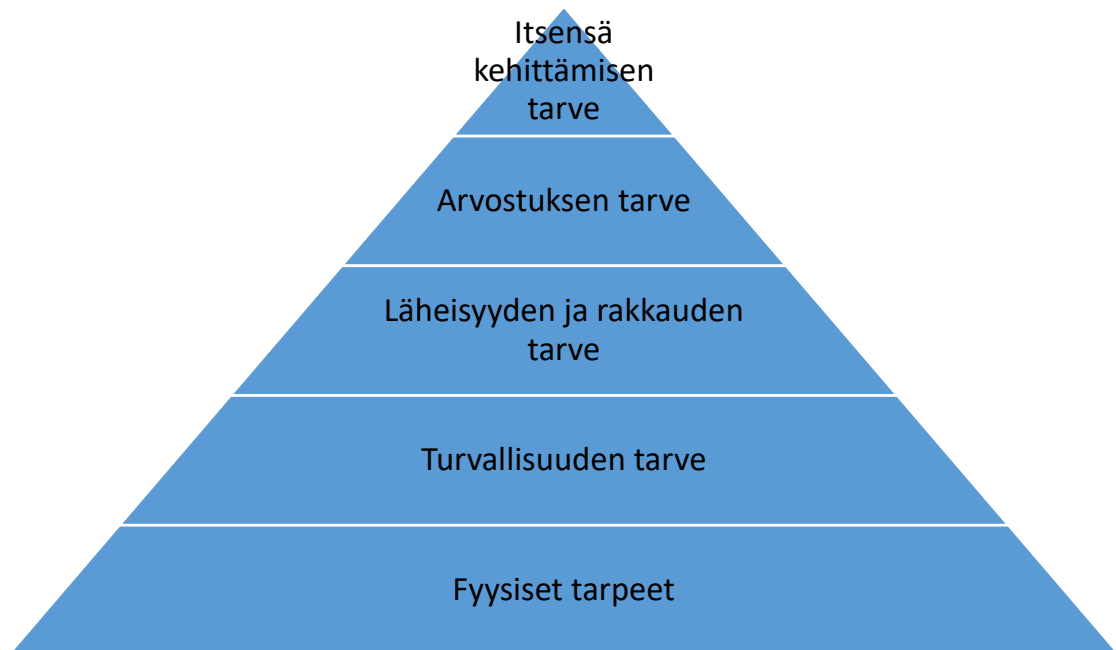 Itsensä
kehittämisen
tarve
Arvostuksen tarve
Läheisyyden ja rakkauden
tarve
Turvallisuuden tarve
Fyysiset tarpeet